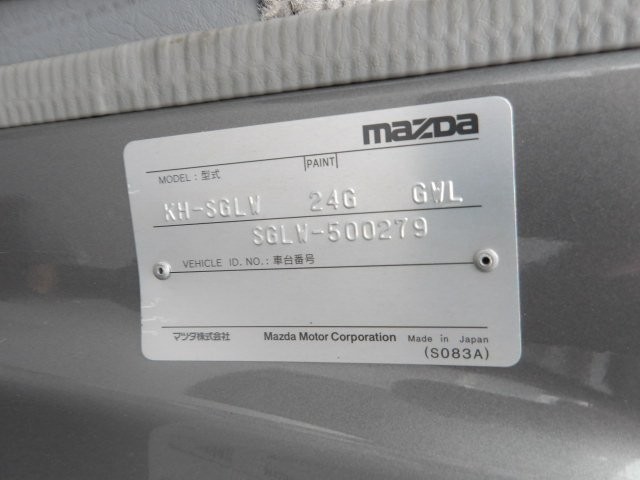 mazda
MODEL : 型式 PAINT
KH-SGLW 24G GWL
SGLW-500279
VEHICLE ID. NO.: 車台番号
マツダ株式会社 Mazda Motor Corporation Made in Japan
(S083A)